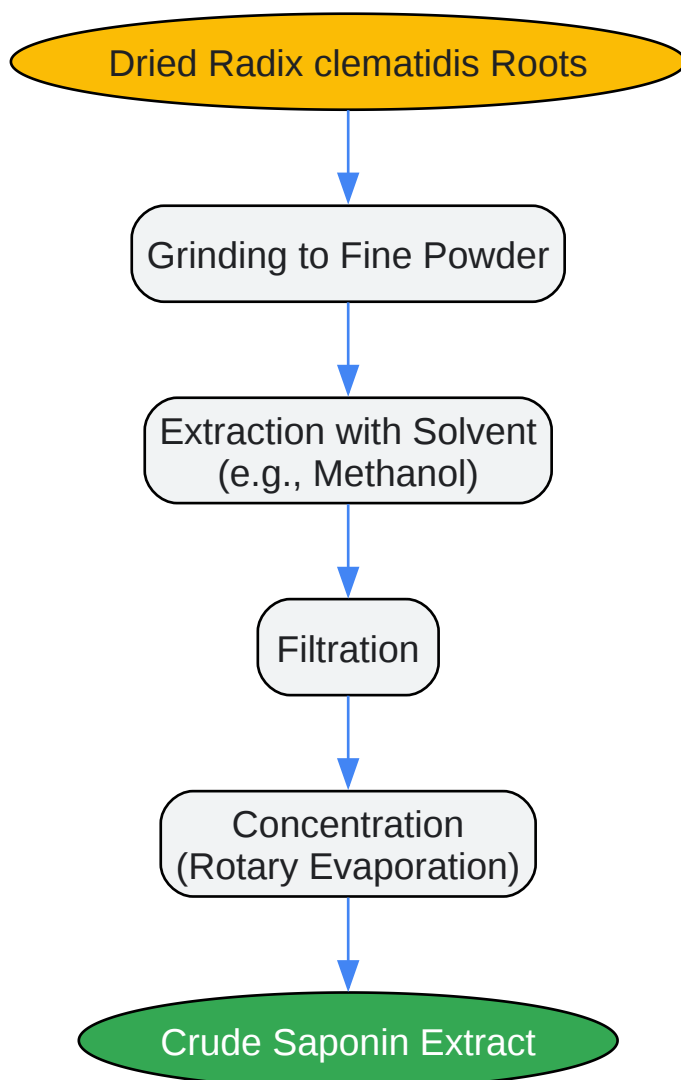 Dried Radix clematidis Roots
Grinding to Fine Powder
Extraction with Solvent
(e.g., Methanol)
Filtration
Concentration
(Rotary Evaporation)
Crude Saponin Extract